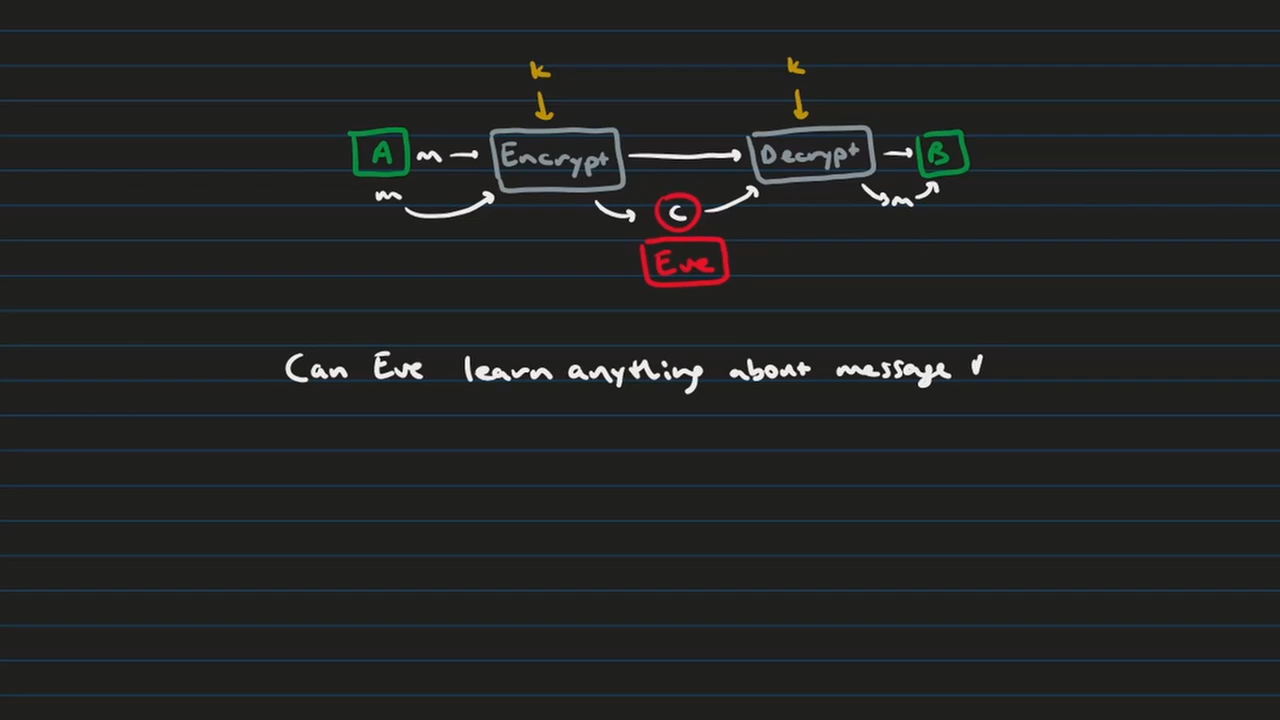 k k
A m Encrypt Decrypt B
m c m
Eve
Can Eve learn anything about message